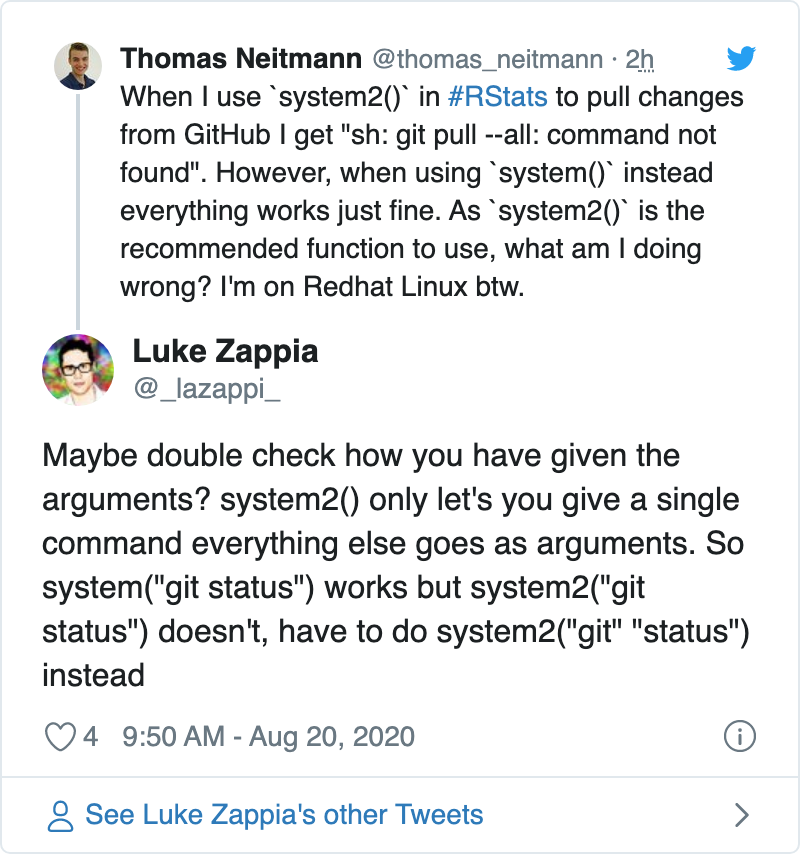 Thomas Neitmann @thomas_neitmann · 2h
When I use `system2()` in #RStats to pull changes
from GitHub I get "sh: git pull --all: command not
found". However, when using `system()` instead
everything works just fine. As `system2()` is the
recommended function to use, what am I doing
wrong? I'm on Redhat Linux btw.
Luke Zappia
@_lazappi_
Maybe double check how you have given the
arguments? system2() only let's you give a single
command everything else goes as arguments. So
system("git status") works but system2("git
status") doesn't, have to do system2("git" "status")
instead
4 9:50 AM - Aug 20, 2020
See Luke Zappia's other Tweets